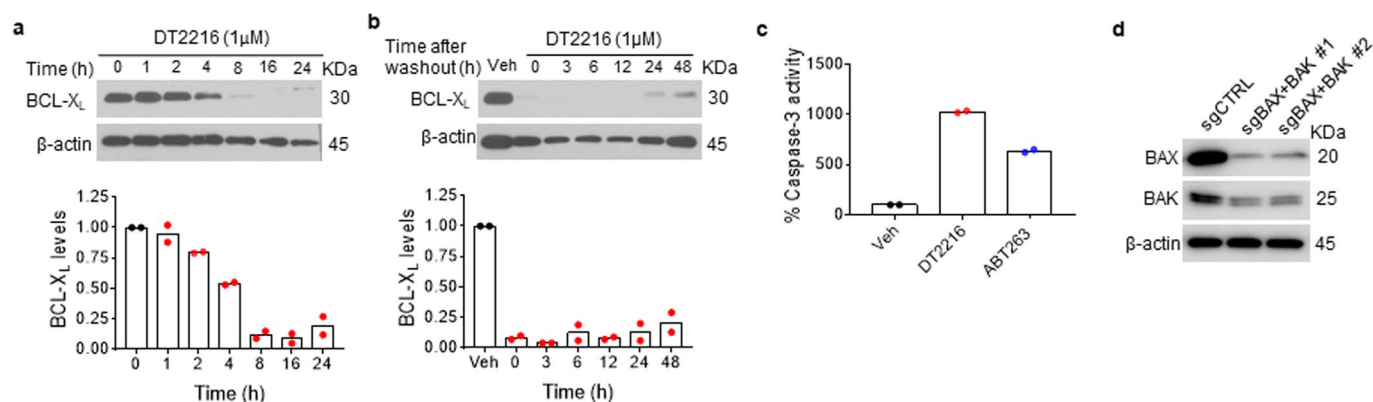 a
DT2216 (1µM)
Time (h) 0 1 2 4 8 16 24 KDa
BCL-XL 30
β-actin 45
BCL-XL levels
1.25
1.00
0.75
0.50
0.25
0.00
0 1 2 4 8 16 24
Time (h)
b
DT2216 (1µM)
Time after
washout (h) Veh 0 3 6 12 24 48 KDa
BCL-XL 30
β-actin 45
BCL-XL levels
1.25
1.00
0.75
0.50
0.25
0.00
Veh 0 3 6 12 24 48
Time (h)
c
% Caspase-3 activity
1500
1000
500
0
Veh
DT2216
ABT263
d
sgCTRL
sgBAX+BAK #1
sgBAX+BAK #2
KDa
BAX 20
BAK 25
β-actin 45